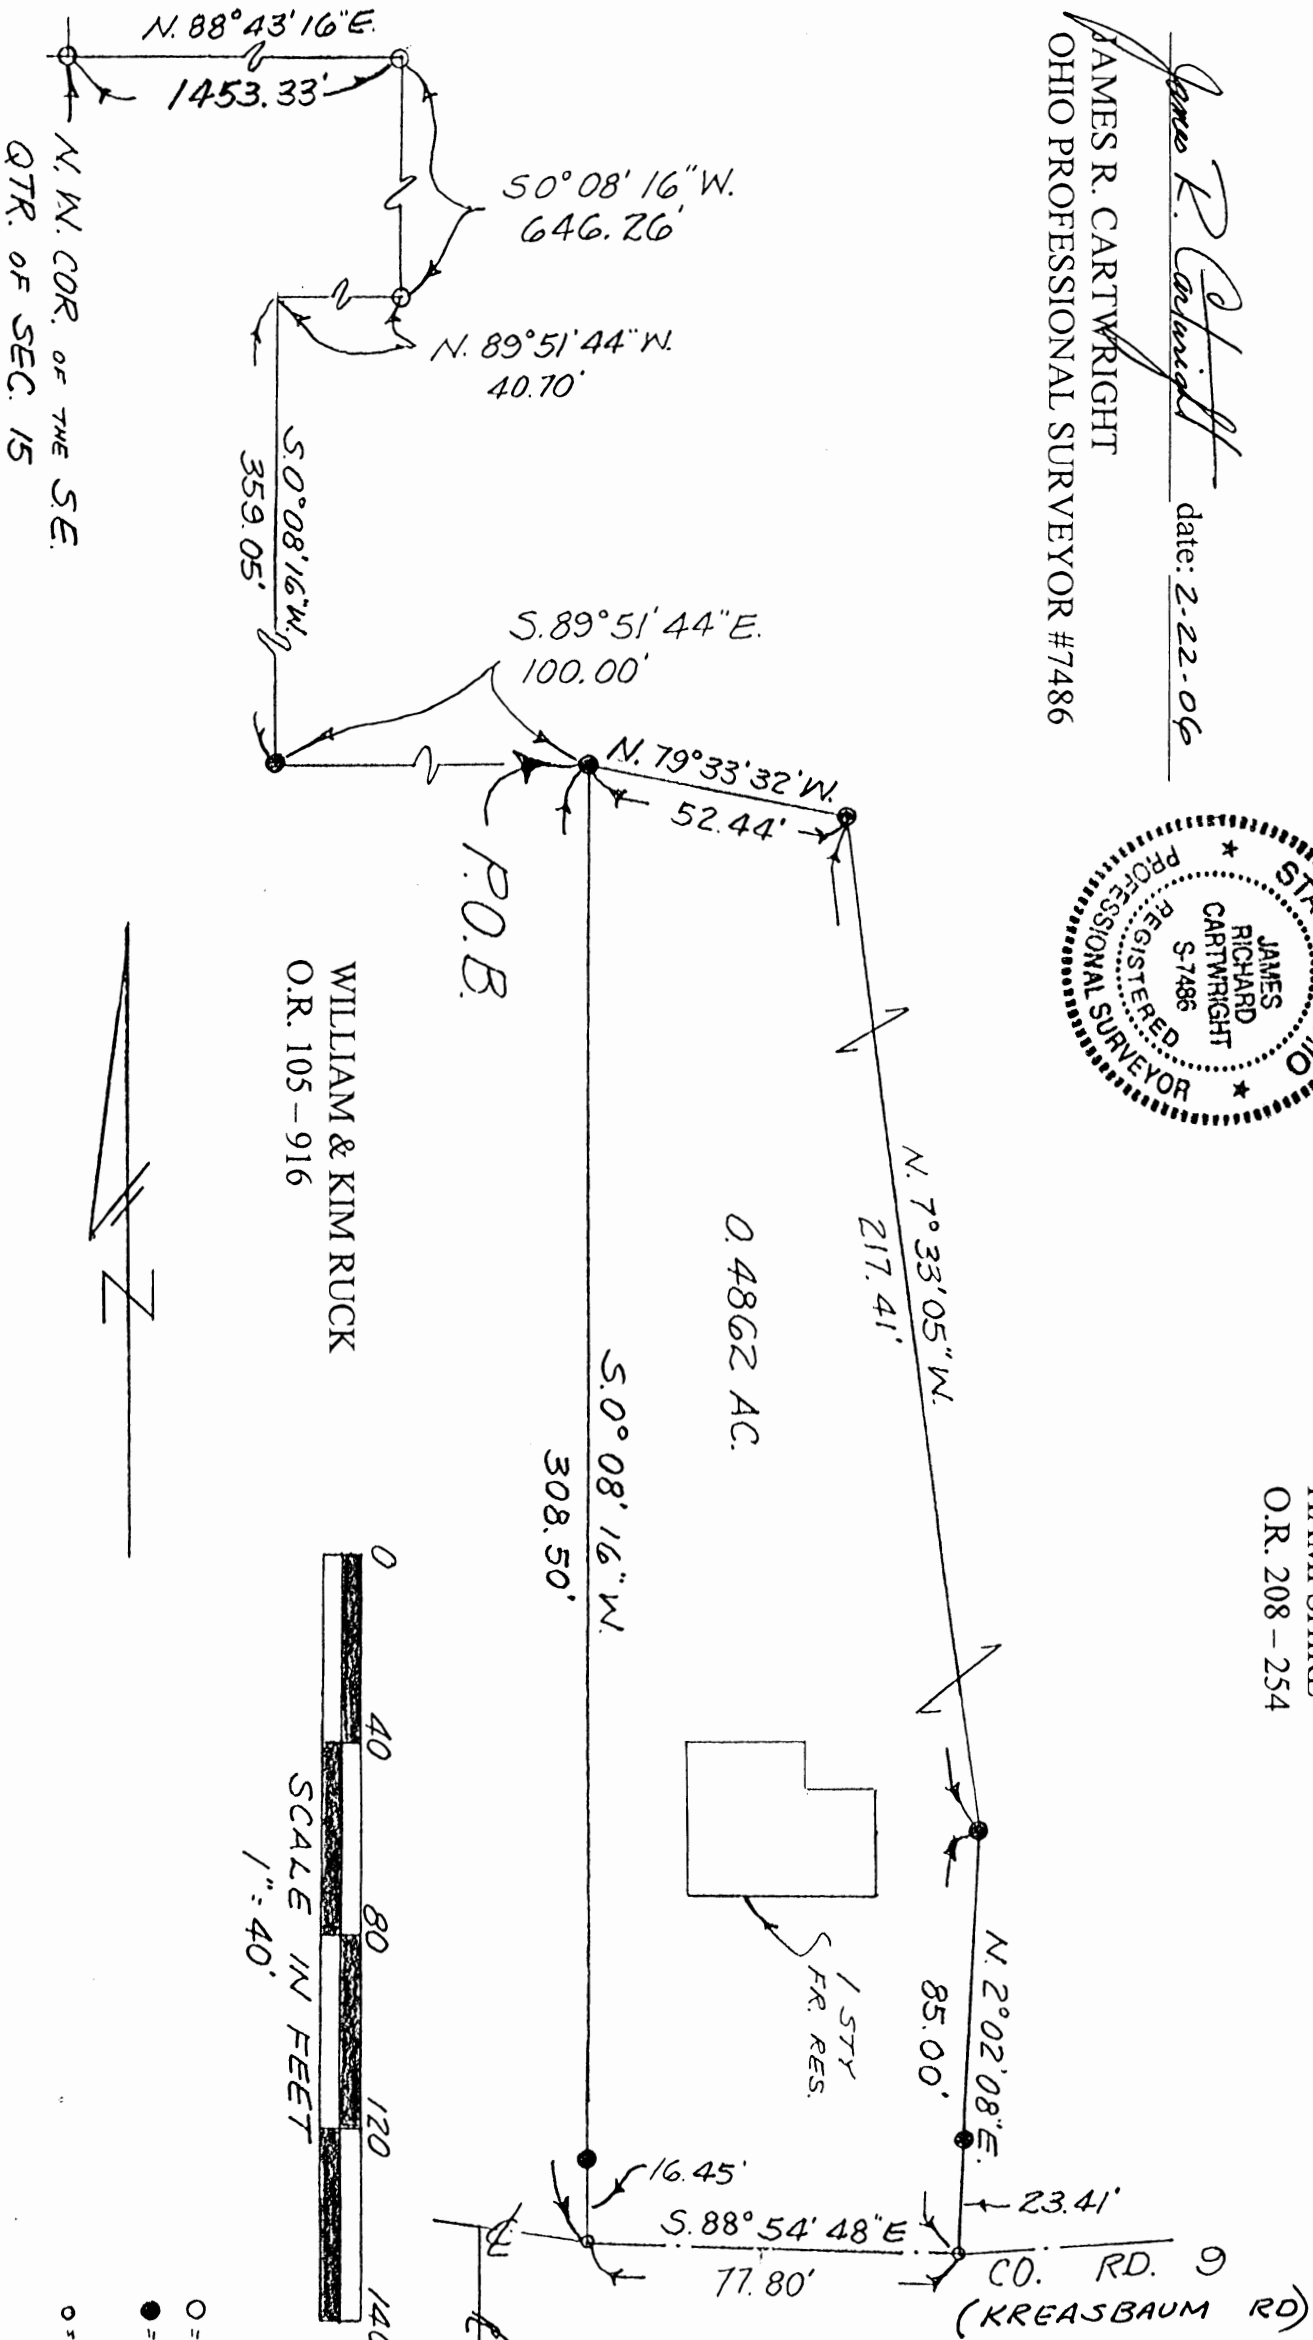 James R. Cartwright date: 2-22-06
JAMES R. CARTWRIGHT
OHIO PROFESSIONAL SURVEYOR #7486
JAMES
RICHARD
CARTWRIGHT
S-7486
REGISTERED
PROFESSIONAL SURVEYOR
O.R. 208 – 254
N. 88°43'16"E.
1453.33'
N. W. COR. OF THE S.E.
QTR. OF SEC. 15
S0°08'16"W.
646.26'
N. 89°51'44"W.
40.70'
S.0°08'16"W.
359.05'
S.89°51'44"E.
100.00'
P.O.B.
N. 79°33'32'W.
52.44'
N. 7°33'05"W.
217.41'
0.4862 AC.
S.0°08'16"W.
308.50'
1 STY
FR. RES.
N. 2°02'08"E.
85.00'
23.41'
16.45'
S.88°54'48"E
77.80'
CO. RD. 9
(KREASBAUM RD)
WILLIAM & KIM RUCK
O.R. 105 – 916
N
0 40 80 120
SCALE IN FEET
1"= 40'